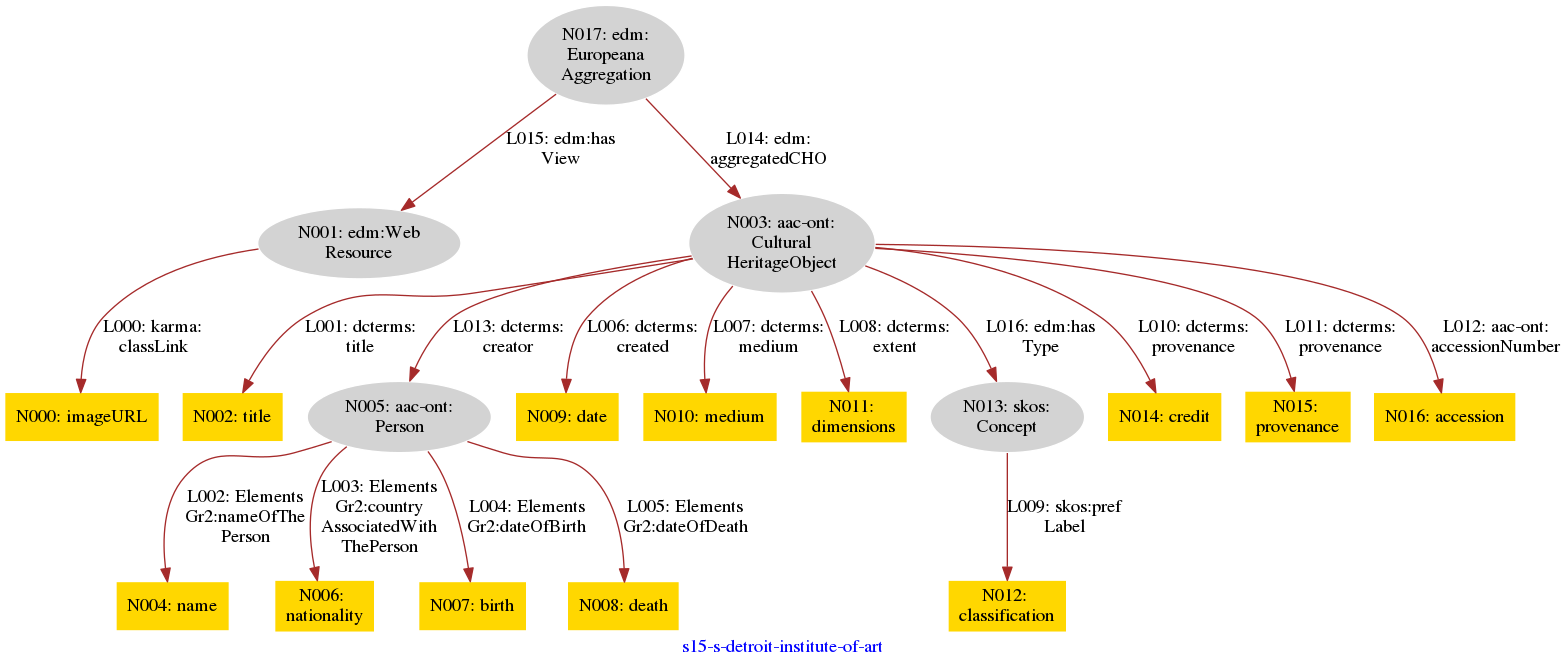 N017: edm:
Europeana
Aggregation
L015: edm:has
View
L014: edm:
aggregatedCHO
N001: edm:Web
Resource
N003: aac-ont:
Cultural
HeritageObject
L000: karma:
classLink
L001: dcterms:
title
L013: dcterms:
creator
L006: dcterms:
created
L007: dcterms:
medium
L008: dcterms:
extent
L016: edm:has
Type
L010: dcterms:
provenance
L011: dcterms:
provenance
L012: aac-ont:
accessionNumber
N000: imageURL
N002: title
N005: aac-ont:
Person
N009: date
N010: medium
N011:
dimensions
N013: skos:
Concept
N014: credit
N015:
provenance
N016: accession
L002: Elements
Gr2:nameOfThe
Person
L003: Elements
Gr2:country
AssociatedWith
ThePerson
L004: Elements
Gr2:dateOfBirth
L005: Elements
Gr2:dateOfDeath
L009: skos:pref
Label
N004: name
N006:
nationality
N007: birth
N008: death
N012:
classification
s15-s-detroit-institute-of-art